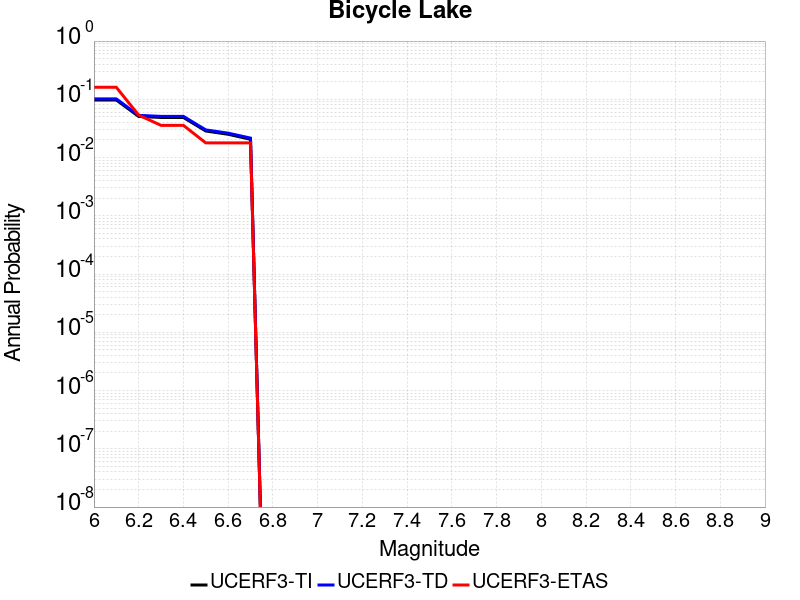 Bicycle Lake
Annual Probability
10^0
10^-1
10^-2
10^-3
10^-4
10^-5
10^-6
10^-7
10^-8
6 6.2 6.4 6.6 6.8 7 7.2 7.4 7.6 7.8 8 8.2 8.4 8.6 8.8 9
Magnitude
UCERF3-TI UCERF3-TD UCERF3-ETAS